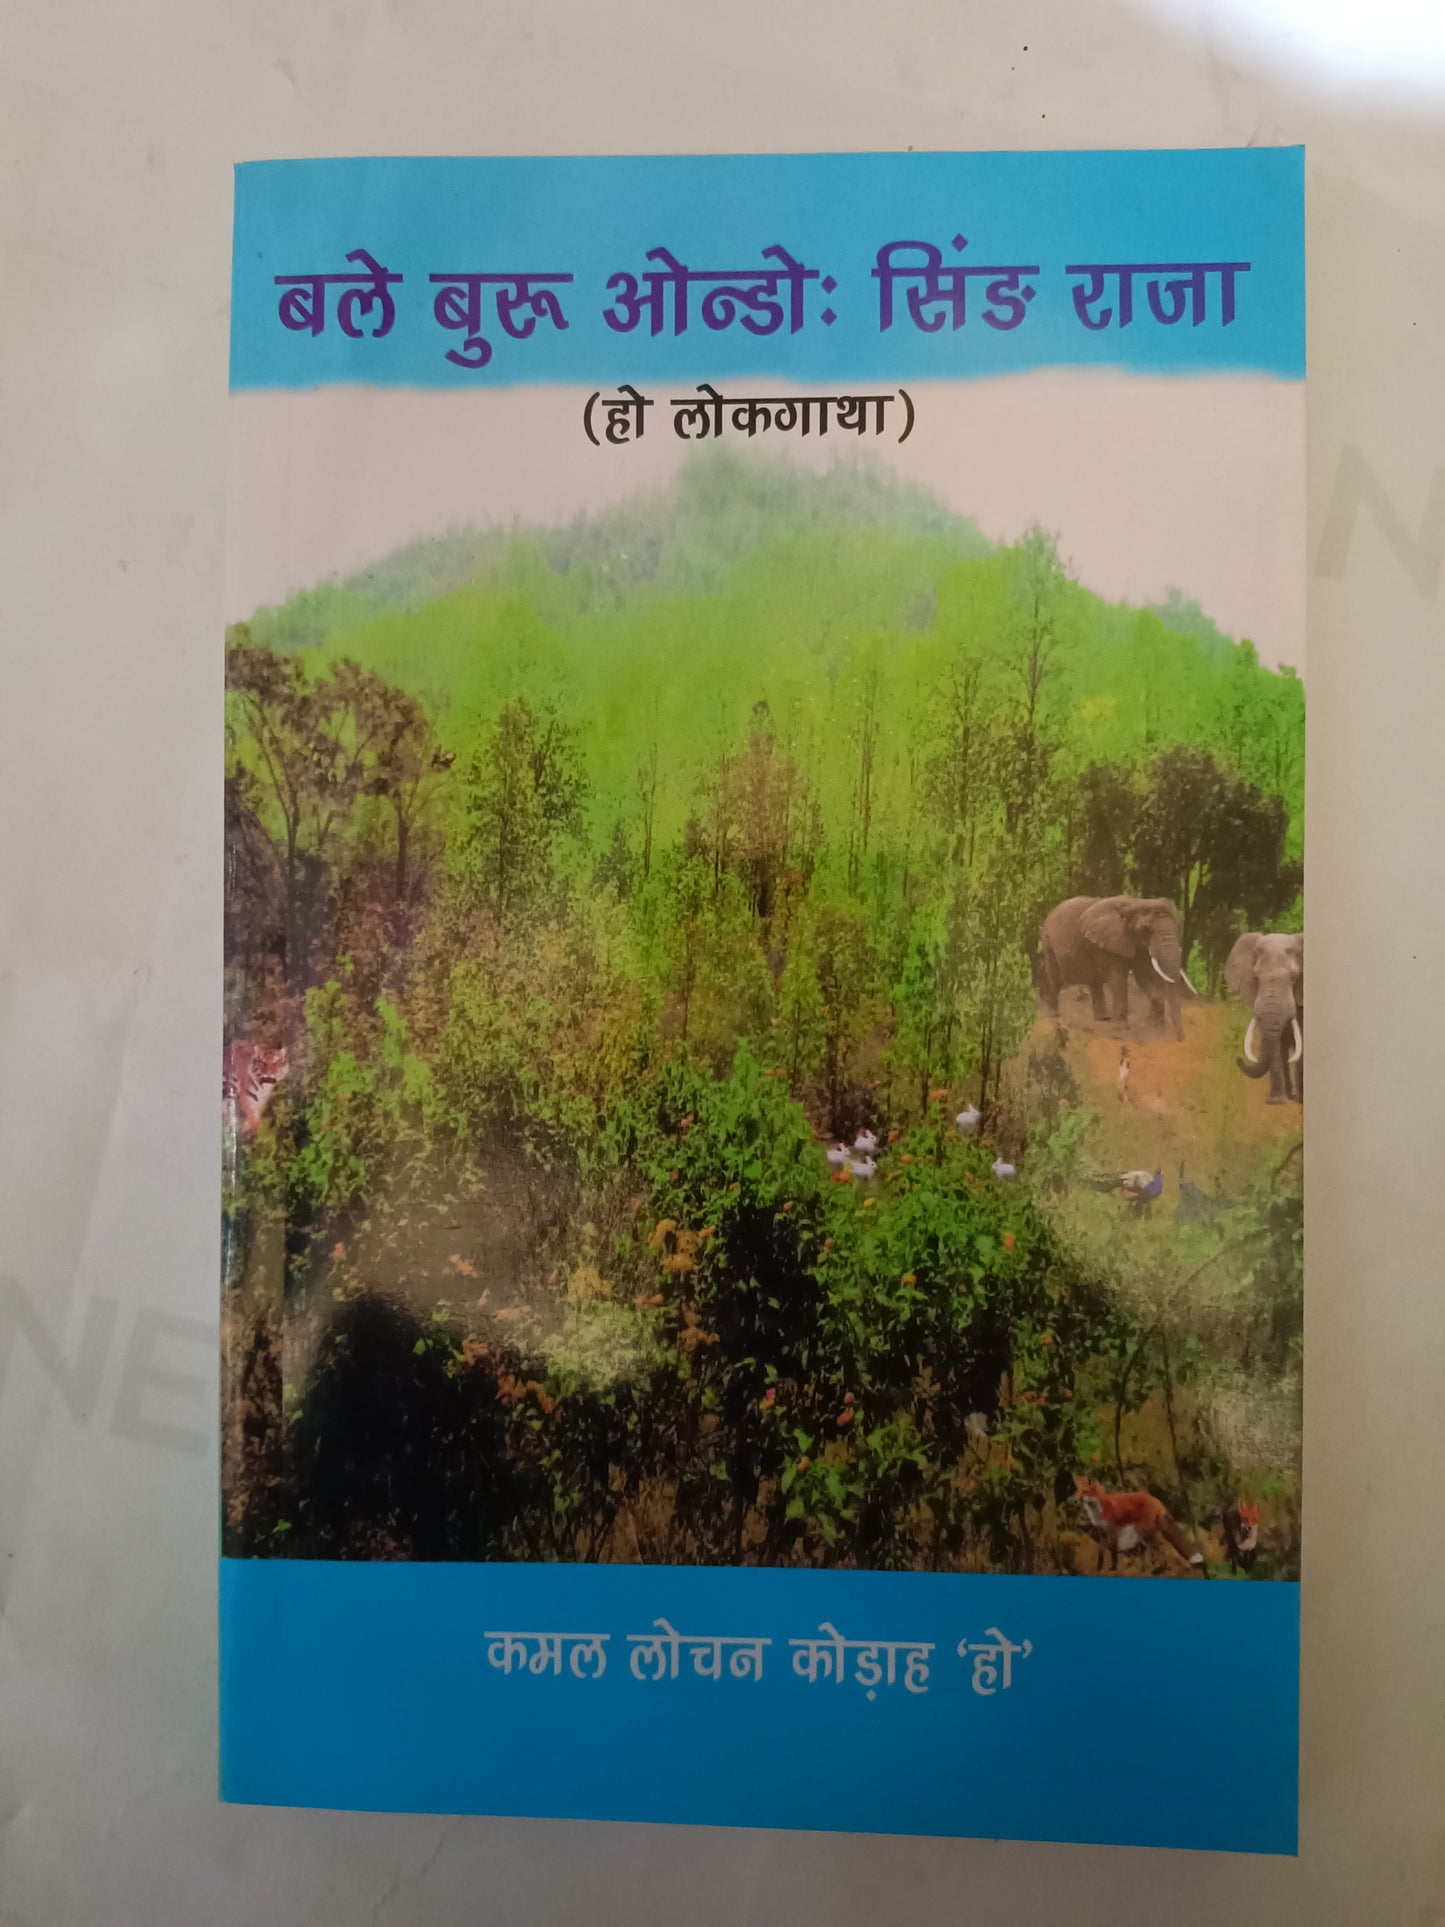 बले बुरू ओन्डोः सिंङ राजा
(हो लोकगाथा)
कमल लोचन कोड़ाह ‘हो’